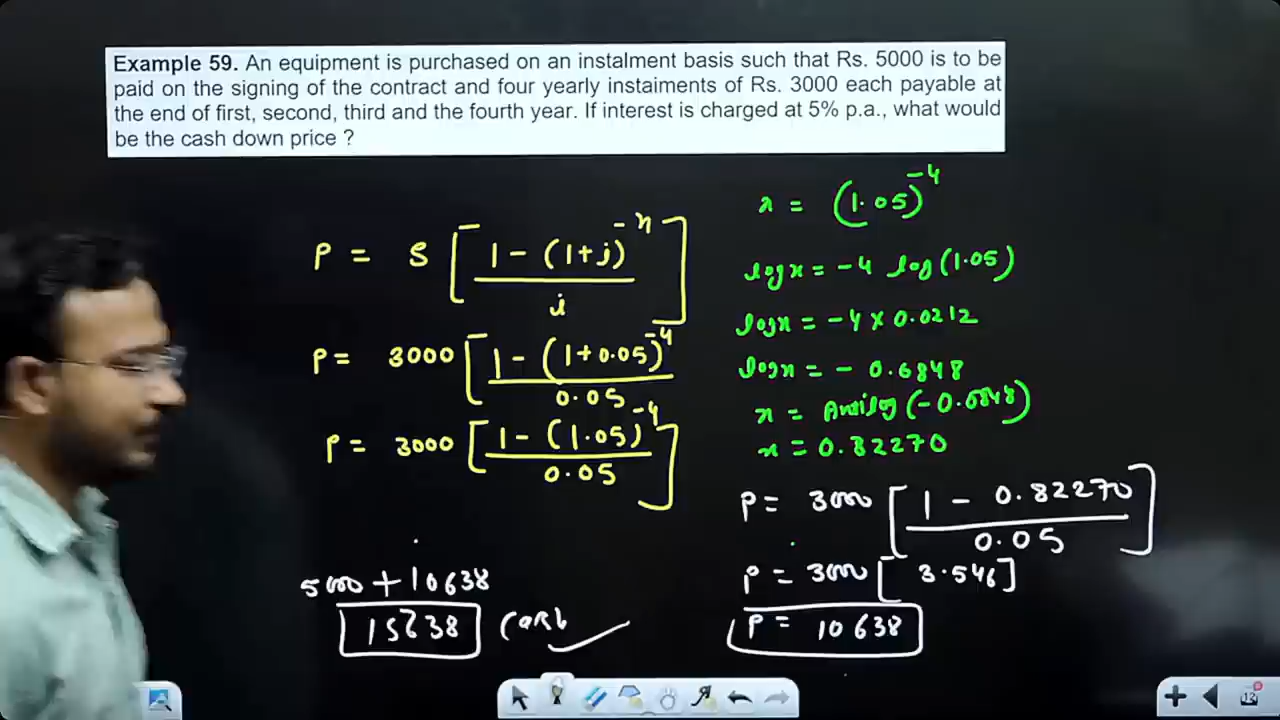 Example 59. An equipment is purchased on an instalment basis such that Rs. 5000 is to be
paid on the signing of the contract and four yearly instaiments of Rs. 3000 each payable at
the end of first, second, third and the fourth year. If interest is charged at 5% p.a., what would
be the cash down price ?
P = S [ 1 - (1+i)^-n / i ]
P = 3000 [ 1 - (1+0.05)^-4 / 0.05
P = 3000 [ 1 - (1.05)^-4 / 0.05 ]
5000 + 10638
15638 Cash
x = (1.05)^-4
log x = -4 log (1.05)
log x = -4 x 0.0212
log x = - 0.6848
x = Antilog (-0.6848)
x = 0.82270
P = 3000 [ 1 - 0.82270 / 0.05 ]
P = 3000 [ 3.546 ]
P = 10638